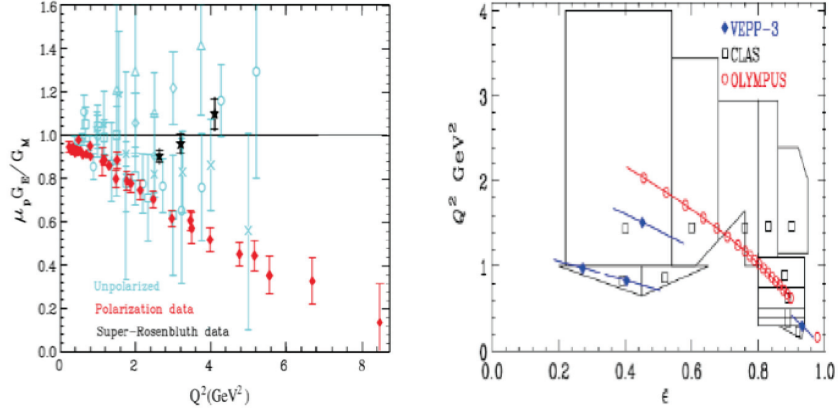 1.6
1.4
1.2
1.0
0.8
0.6
0.4
0.2
0.0
μpGE/GM
Unpolarized
Polarization data
Super-Rosenbluth data
0 2 4 6 8
Q²(GeV²)
4
3
2
1
0
Q² GeV²
VEPP-3
CLAS
OLYMPUS
0.0 0.2 0.4 0.6 0.8 1.0